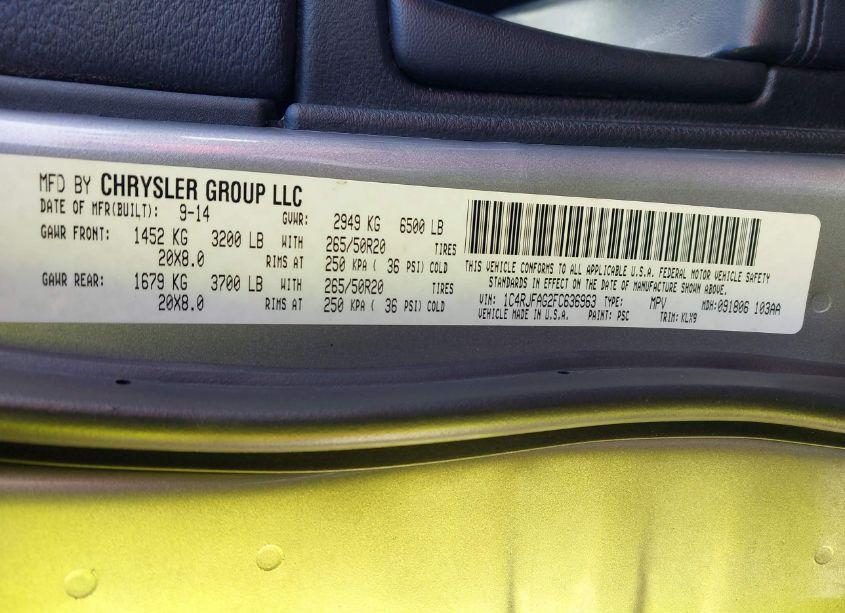 MFD BY CHRYSLER GROUP LLC
DATE OF MFR(BUILT): 9-14 GVWR: 2949 KG 6500 LB
GAWR FRONT: 1452 KG 3200 LB WITH 265/50R20 TIRES
20X8.0 RIMS AT 250 KPA ( 36 PSI) COLD
GAWR REAR: 1679 KG 3700 LB WITH 265/50R20 TIRES
20X8.0 RIMS AT 250 KPA ( 36 PSI) COLD
THIS VEHICLE CONFORMS TO ALL APPLICABLE U.S.A. FEDERAL MOTOR VEHICLE SAFETY
STANDARDS IN EFFECT ON THE DATE OF MANUFACTURE SHOWN ABOVE.
VIN: 1C4RJFAG2FC636963 TYPE: MPV MDH: 091806 103AA
VEHICLE MADE IN U.S.A. PAINT: PSC TRIM: KLX9